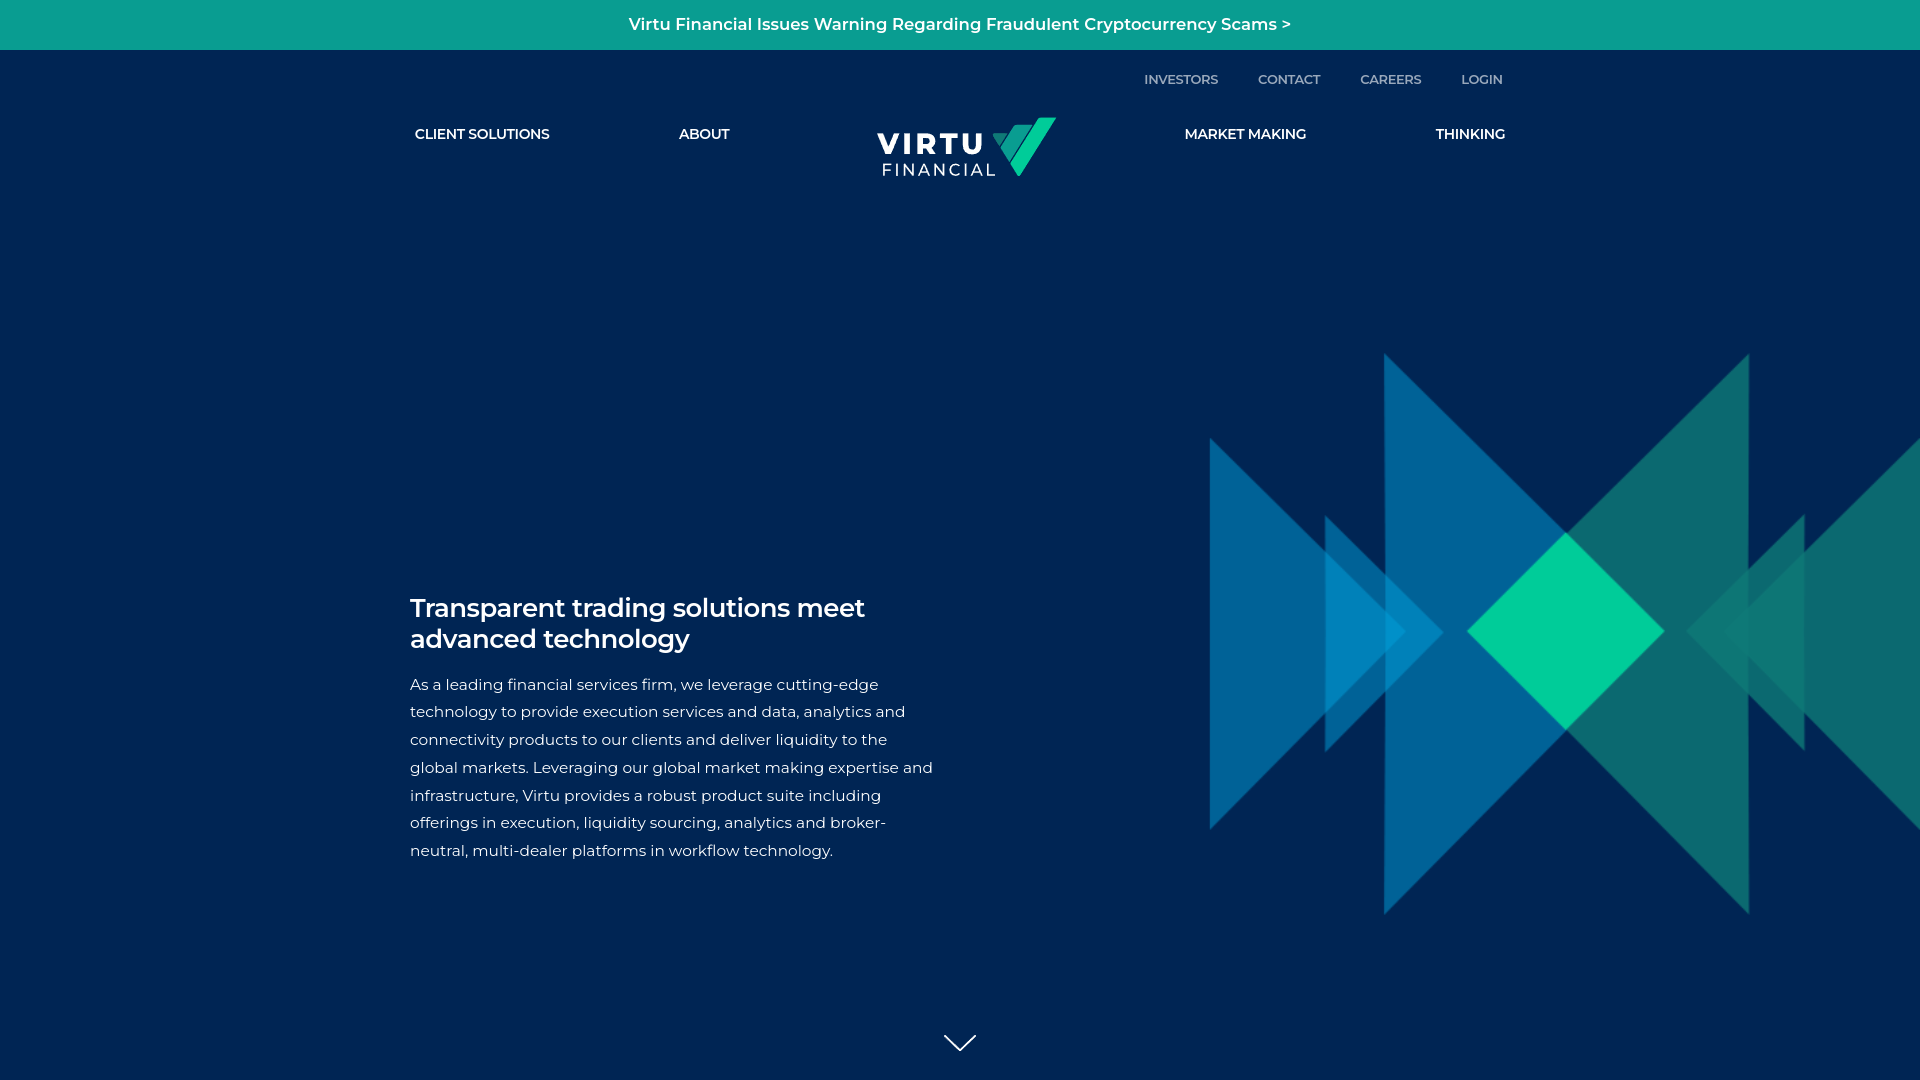 Virtu Financial Issues Warning Regarding Fraudulent Cryptocurrency Scams >
INVESTORS CONTACT CAREERS LOGIN
CLIENT SOLUTIONS ABOUT VIRTU FINANCIAL MARKET MAKING THINKING
Transparent trading solutions meet
advanced technology
As a leading financial services firm, we leverage cutting-edge
technology to provide execution services and data, analytics and
connectivity products to our clients and deliver liquidity to the
global markets. Leveraging our global market making expertise and
infrastructure, Virtu provides a robust product suite including
offerings in execution, liquidity sourcing, analytics and broker-
neutral, multi-dealer platforms in workflow technology.